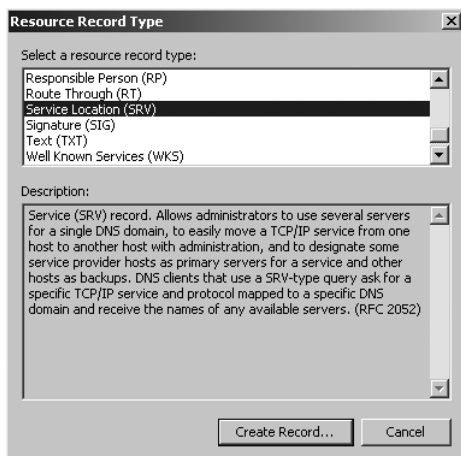 Resource Record Type
Select a resource record type:
Responsible Person (RP)
Route Through (RT)
Service Location (SRV)
Signature (SIG)
Text (TXT)
Well Known Services (WKS)
Description:
Service (SRV) record. Allows administrators to use several servers
for a single DNS domain, to easily move a TCP/IP service from one
host to another host with administration, and to designate some
service provider hosts as primary servers for a service and other
hosts as backups. DNS clients that use a SRV-type query ask for a
specific TCP/IP service and protocol mapped to a specific DNS
domain and receive the names of any available servers. (RFC 2052)
Create Record... Cancel